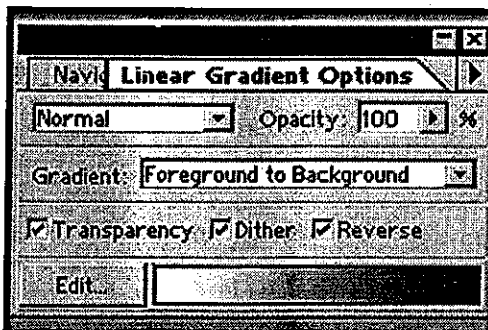 Navi Linear Gradient Options
Normal Opacity: 100 %
Gradient: Foreground to Background
Transparency Dither Reverse
Edit...